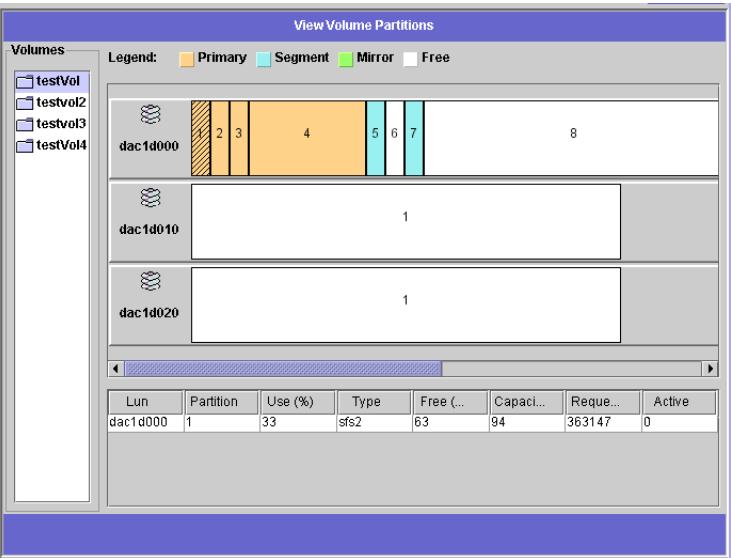 View Volume Partitions
Volumes
testVol
testvol2
testvol3
testVol4
Legend: Primary Segment Mirror Free
dac1d000
1 2 3 4 5 6 7 8
dac1d010
1
dac1d020
1
Lun Partition Use (%) Type Free (... Capaci... Reque... Active
dac1d000 1 33 sfs2 63 94 363147 0